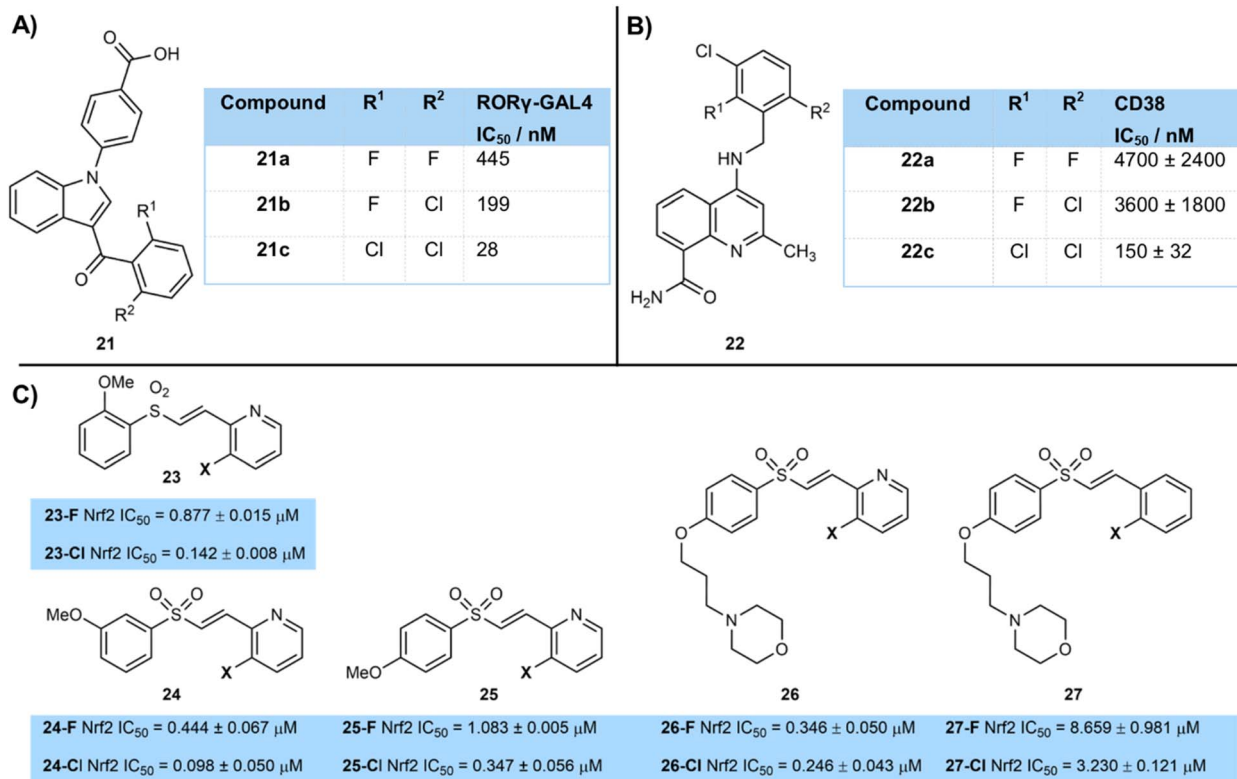 A)
O
OH
N
R¹
O
R²
21
Compound R¹ R² RORγ-GAL4 IC₅₀ / nM
21a F F 445
21b F Cl 199
21c Cl Cl 28
B)
Cl
R¹ R²
HN
N CH₃
H₂N O
22
Compound R¹ R² CD38 IC₅₀ / nM
22a F F 4700 ± 2400
22b F Cl 3600 ± 1800
22c Cl Cl 150 ± 32
C)
OMe O₂
S N
X
23
23-F Nrf2 IC₅₀ = 0.877 ± 0.015 μM
23-Cl Nrf2 IC₅₀ = 0.142 ± 0.008 μM
O O
MeO S N
X
24
24-F Nrf2 IC₅₀ = 0.444 ± 0.067 μM
24-Cl Nrf2 IC₅₀ = 0.098 ± 0.050 μM
O O
S N
MeO X
25
25-F Nrf2 IC₅₀ = 1.083 ± 0.005 μM
25-Cl Nrf2 IC₅₀ = 0.347 ± 0.056 μM
O O
S N
O X
N
O
26
26-F Nrf2 IC₅₀ = 0.346 ± 0.050 μM
26-Cl Nrf2 IC₅₀ = 0.246 ± 0.043 μM
O O
S
O X
N
O
27
27-F Nrf2 IC₅₀ = 8.659 ± 0.981 μM
27-Cl Nrf2 IC₅₀ = 3.230 ± 0.121 μM